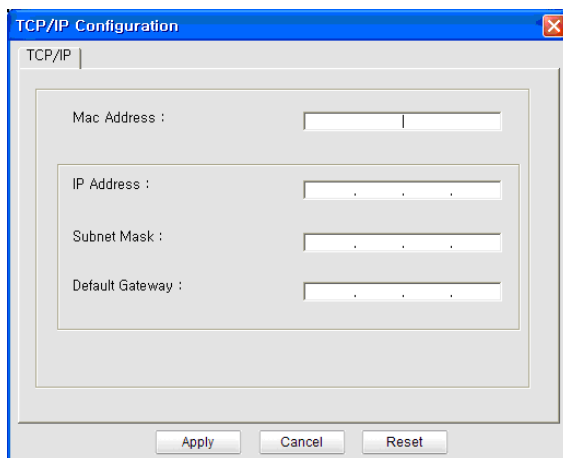 TCP/IP Configuration
TCP/IP
Mac Address :
IP Address :
. . .
Subnet Mask :
. . .
Default Gateway :
. . .
Apply Cancel Reset